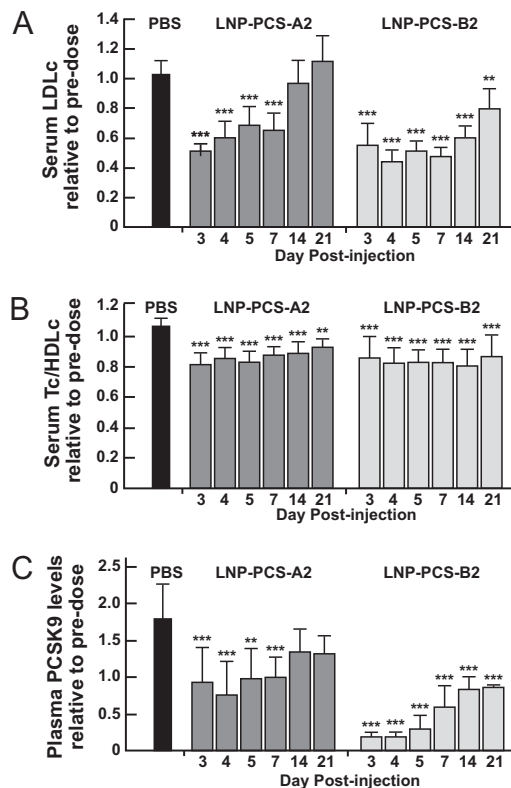 A
PBS LNP-PCS-A2 LNP-PCS-B2
Serum LDLc
relative to pre-dose
1.4
1.2
1.0
0.8
0.6
0.4
0.2
0
*** *** *** ***
*** *** *** *** *** **
3 4 5 7 14 21 3 4 5 7 14 21
Day Post-injection
B
PBS LNP-PCS-A2 LNP-PCS-B2
Serum Tc/HDLc
relative to pre-dose
1.2
1.0
0.8
0.6
0.4
0.2
0
*** *** *** *** *** **
*** *** *** *** *** ***
3 4 5 7 14 21 3 4 5 7 14 21
Day Post-injection
C
PBS LNP-PCS-A2 LNP-PCS-B2
Plasma PCSK9 levels
relative to pre-dose
2.5
2.0
1.5
1.0
0.5
0
*** *** ** ***
*** *** *** *** *** ***
3 4 5 7 14 21 3 4 5 7 14 21
Day Post-injection